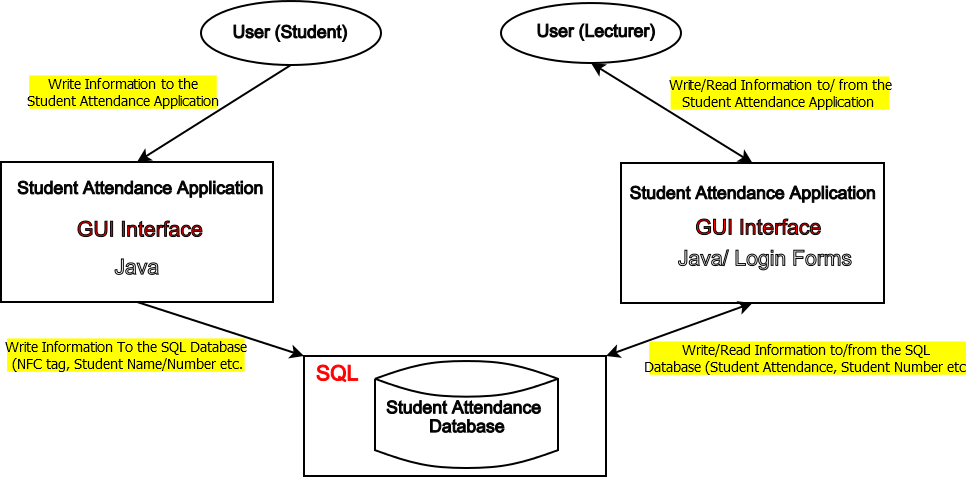 User (Student)
User (Lecturer)
Write Information to the
Student Attendance Application
Write/Read Information to/ from the
Student Attendance Application
Student Attendance Application
GUI Interface
Java
Student Attendance Application
GUI Interface
Java/ Login Forms
Write Information To the SQL Database
(NFC tag, Student Name/Number etc.
Write/Read Information to/from the SQL
Database (Student Attendance, Student Number etc
SQL
Student Attendance
Database